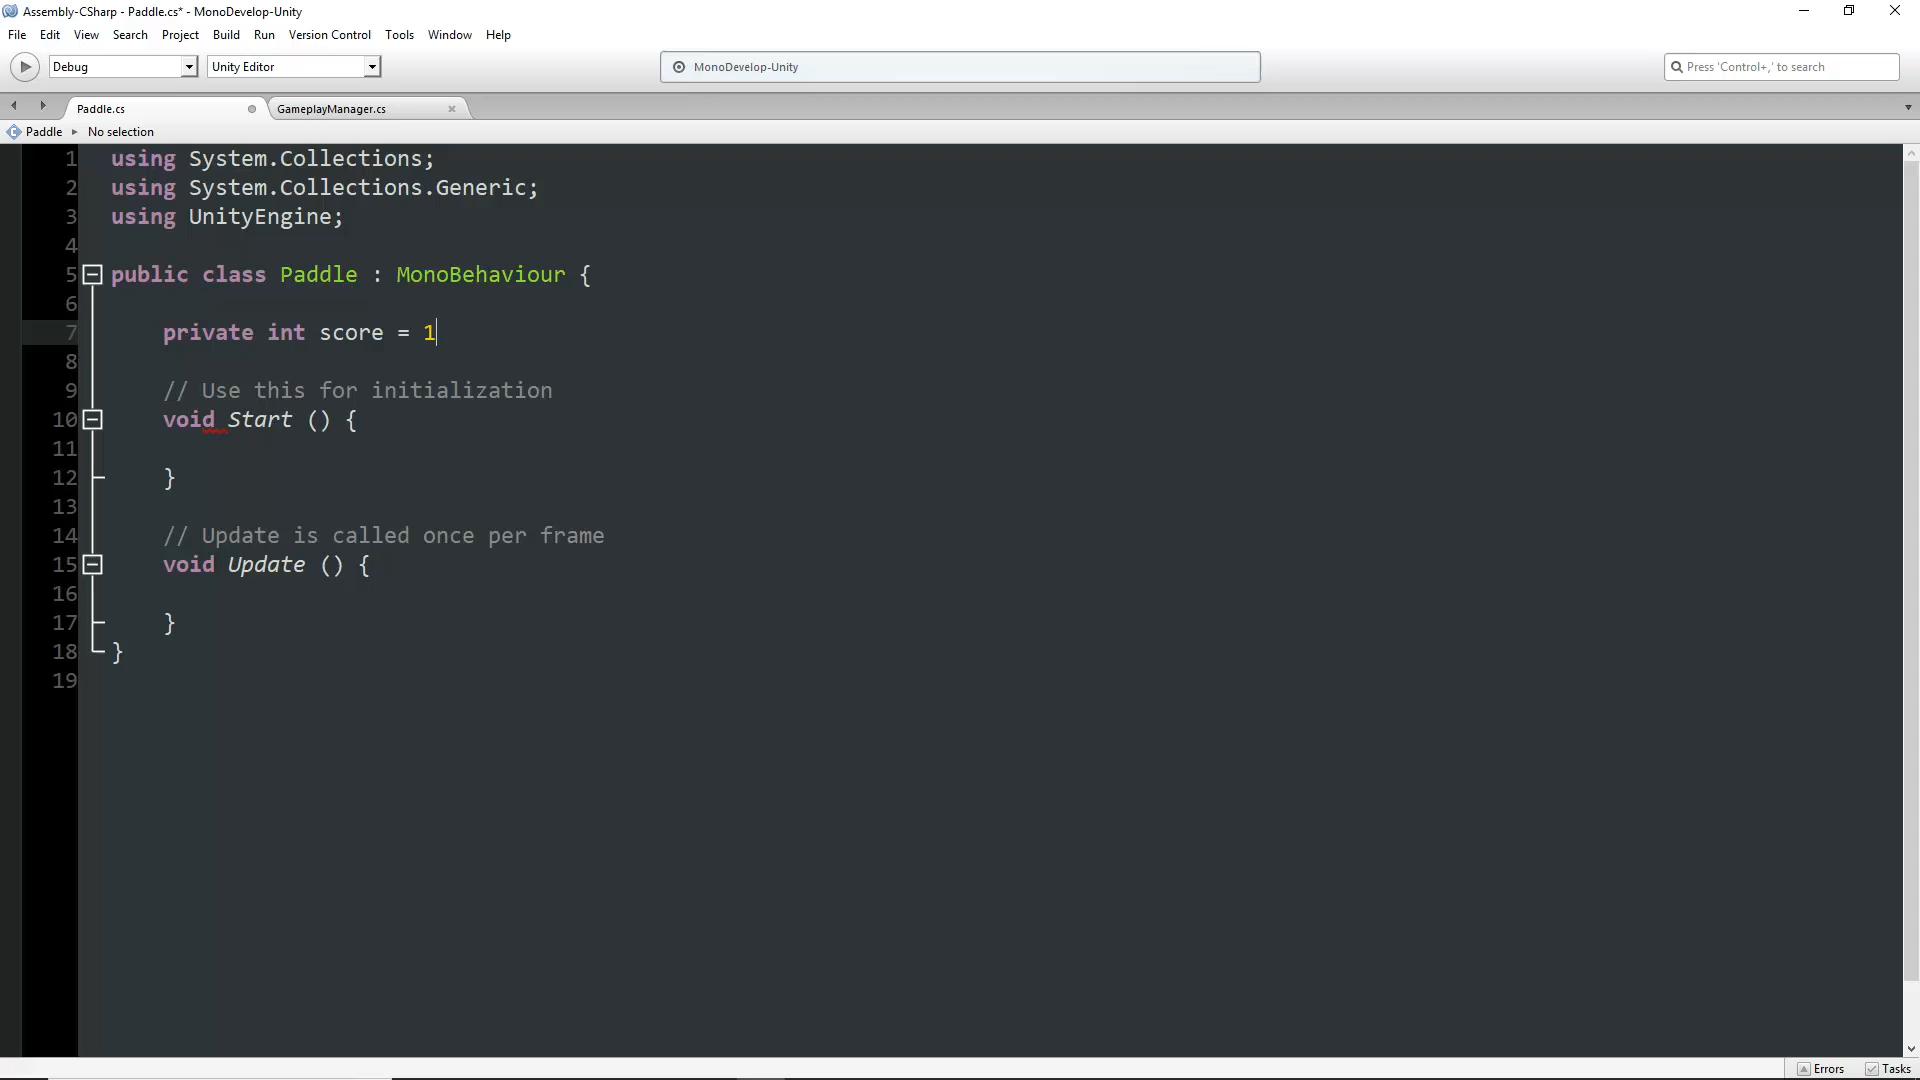 Assembly-CSharp - Paddle.cs* - MonoDevelop-Unity
File Edit View Search Project Build Run Version Control Tools Window Help
Debug Unity Editor MonoDevelop-Unity Press 'Control+,' to search
Paddle.cs GameplayManager.cs
Paddle No selection
1 using System.Collections;
2 using System.Collections.Generic;
3 using UnityEngine;
4
5 public class Paddle : MonoBehaviour {
6
7 private int score = 1
8
9 // Use this for initialization
10 void Start () {
11
12 }
13
14 // Update is called once per frame
15 void Update () {
16
17 }
18 }
19
Errors Tasks